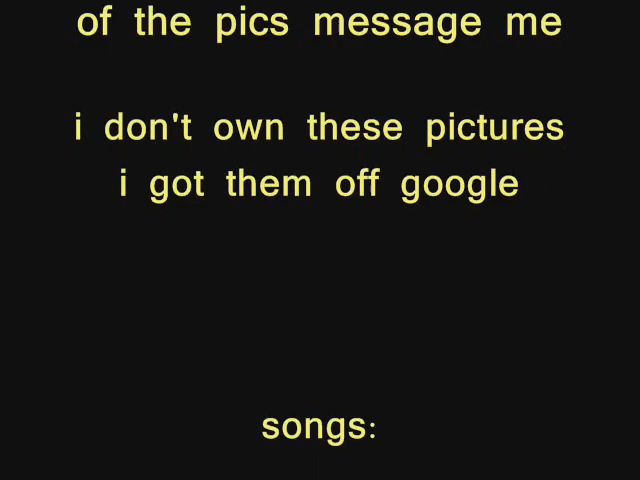 of the pics message me
i don't own these pictures
i got them off google
songs: